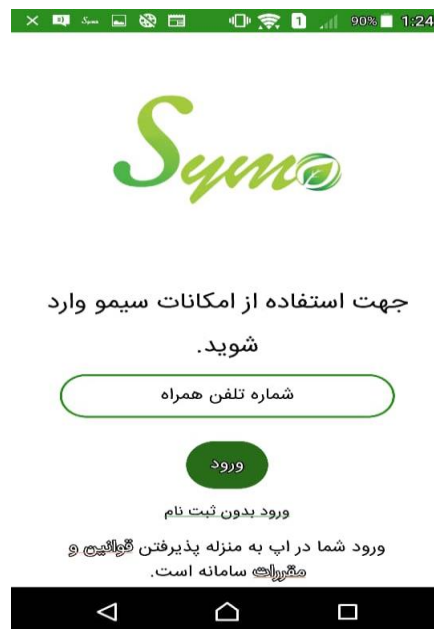 90% 1:24
Symo
جهت استفاده از امکانات سیمو وارد
شوید.
شماره تلفن همراه
ورود
ورود بدون ثبت نام
ورود شما در اپ به منزله پذیرفتن قوانین و
مقررات سامانه است.